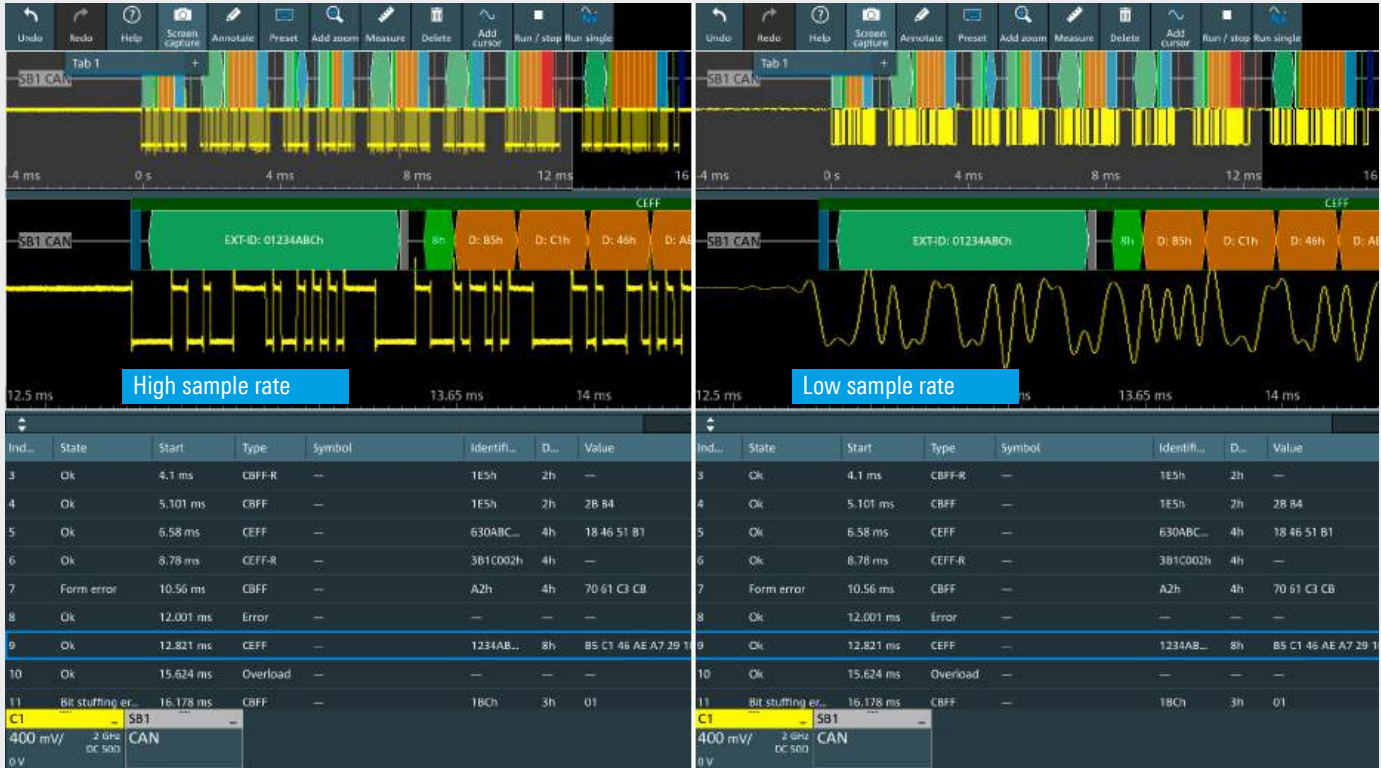 Undo Redo Help Screen capture Annotate Preset Add zoom Measure Delete Add cursor Run / stop Run single
Tab 1 +
SB1 CAN
-4 ms 0 s 4 ms 8 ms 12 ms 16
CEFF
SB1 CAN EXT-ID: 01234ABCh 8h D: B5h D: C1h D: 46h D: AE
High sample rate
12.5 ms 13.65 ms 14 ms
Ind... State Start Type Symbol Identifi... D... Value
3 Ok 4.1 ms CBFF-R — 1E5h 2h —
4 Ok 5.101 ms CBFF — 1E5h 2h 2B B4
5 Ok 6.58 ms CEFF — 630ABC... 4h 18 46 51 B1
6 Ok 8.78 ms CEFF-R — 3B1C002h 4h —
7 Form error 10.56 ms CBFF — A2h 4h 70 61 C3 CB
8 Ok 12.001 ms Error — — — —
9 Ok 12.821 ms CEFF — 1234AB... 8h B5 C1 46 AE A7 29 1
10 Ok 15.624 ms Overload — — — —
11 Bit stuffing er... 16.178 ms CBFF — 1BCh 3h 01
C1 SB1
400 mV/ 2 GHz CAN
DC 50Ω
0 V
Undo Redo Help Screen capture Annotate Preset Add zoom Measure Delete Add cursor Run / stop Run single
Tab 1 +
SB1 CAN
-4 ms 0 s 4 ms 8 ms 12 ms 16
CEFF
SB1 CAN EXT-ID: 01234ABCh 8h D: B5h D: C1h D: 46h D: AE
Low sample rate
12.5 ms ms 13.65 ms 14 ms
Ind... State Start Type Symbol Identifi... D... Value
3 Ok 4.1 ms CBFF-R — 1E5h 2h —
4 Ok 5.101 ms CBFF — 1E5h 2h 2B B4
5 Ok 6.58 ms CEFF — 630ABC... 4h 18 46 51 B1
6 Ok 8.78 ms CEFF-R — 3B1C002h 4h —
7 Form error 10.56 ms CBFF — A2h 4h 70 61 C3 CB
8 Ok 12.001 ms Error — — — —
9 Ok 12.821 ms CEFF — 1234AB... 8h B5 C1 46 AE A7 29 1
10 Ok 15.624 ms Overload — — — —
11 Bit stuffing er... 16.178 ms CBFF — 1BCh 3h 01
C1 SB1
400 mV/ 2 GHz CAN
DC 50Ω
0 V